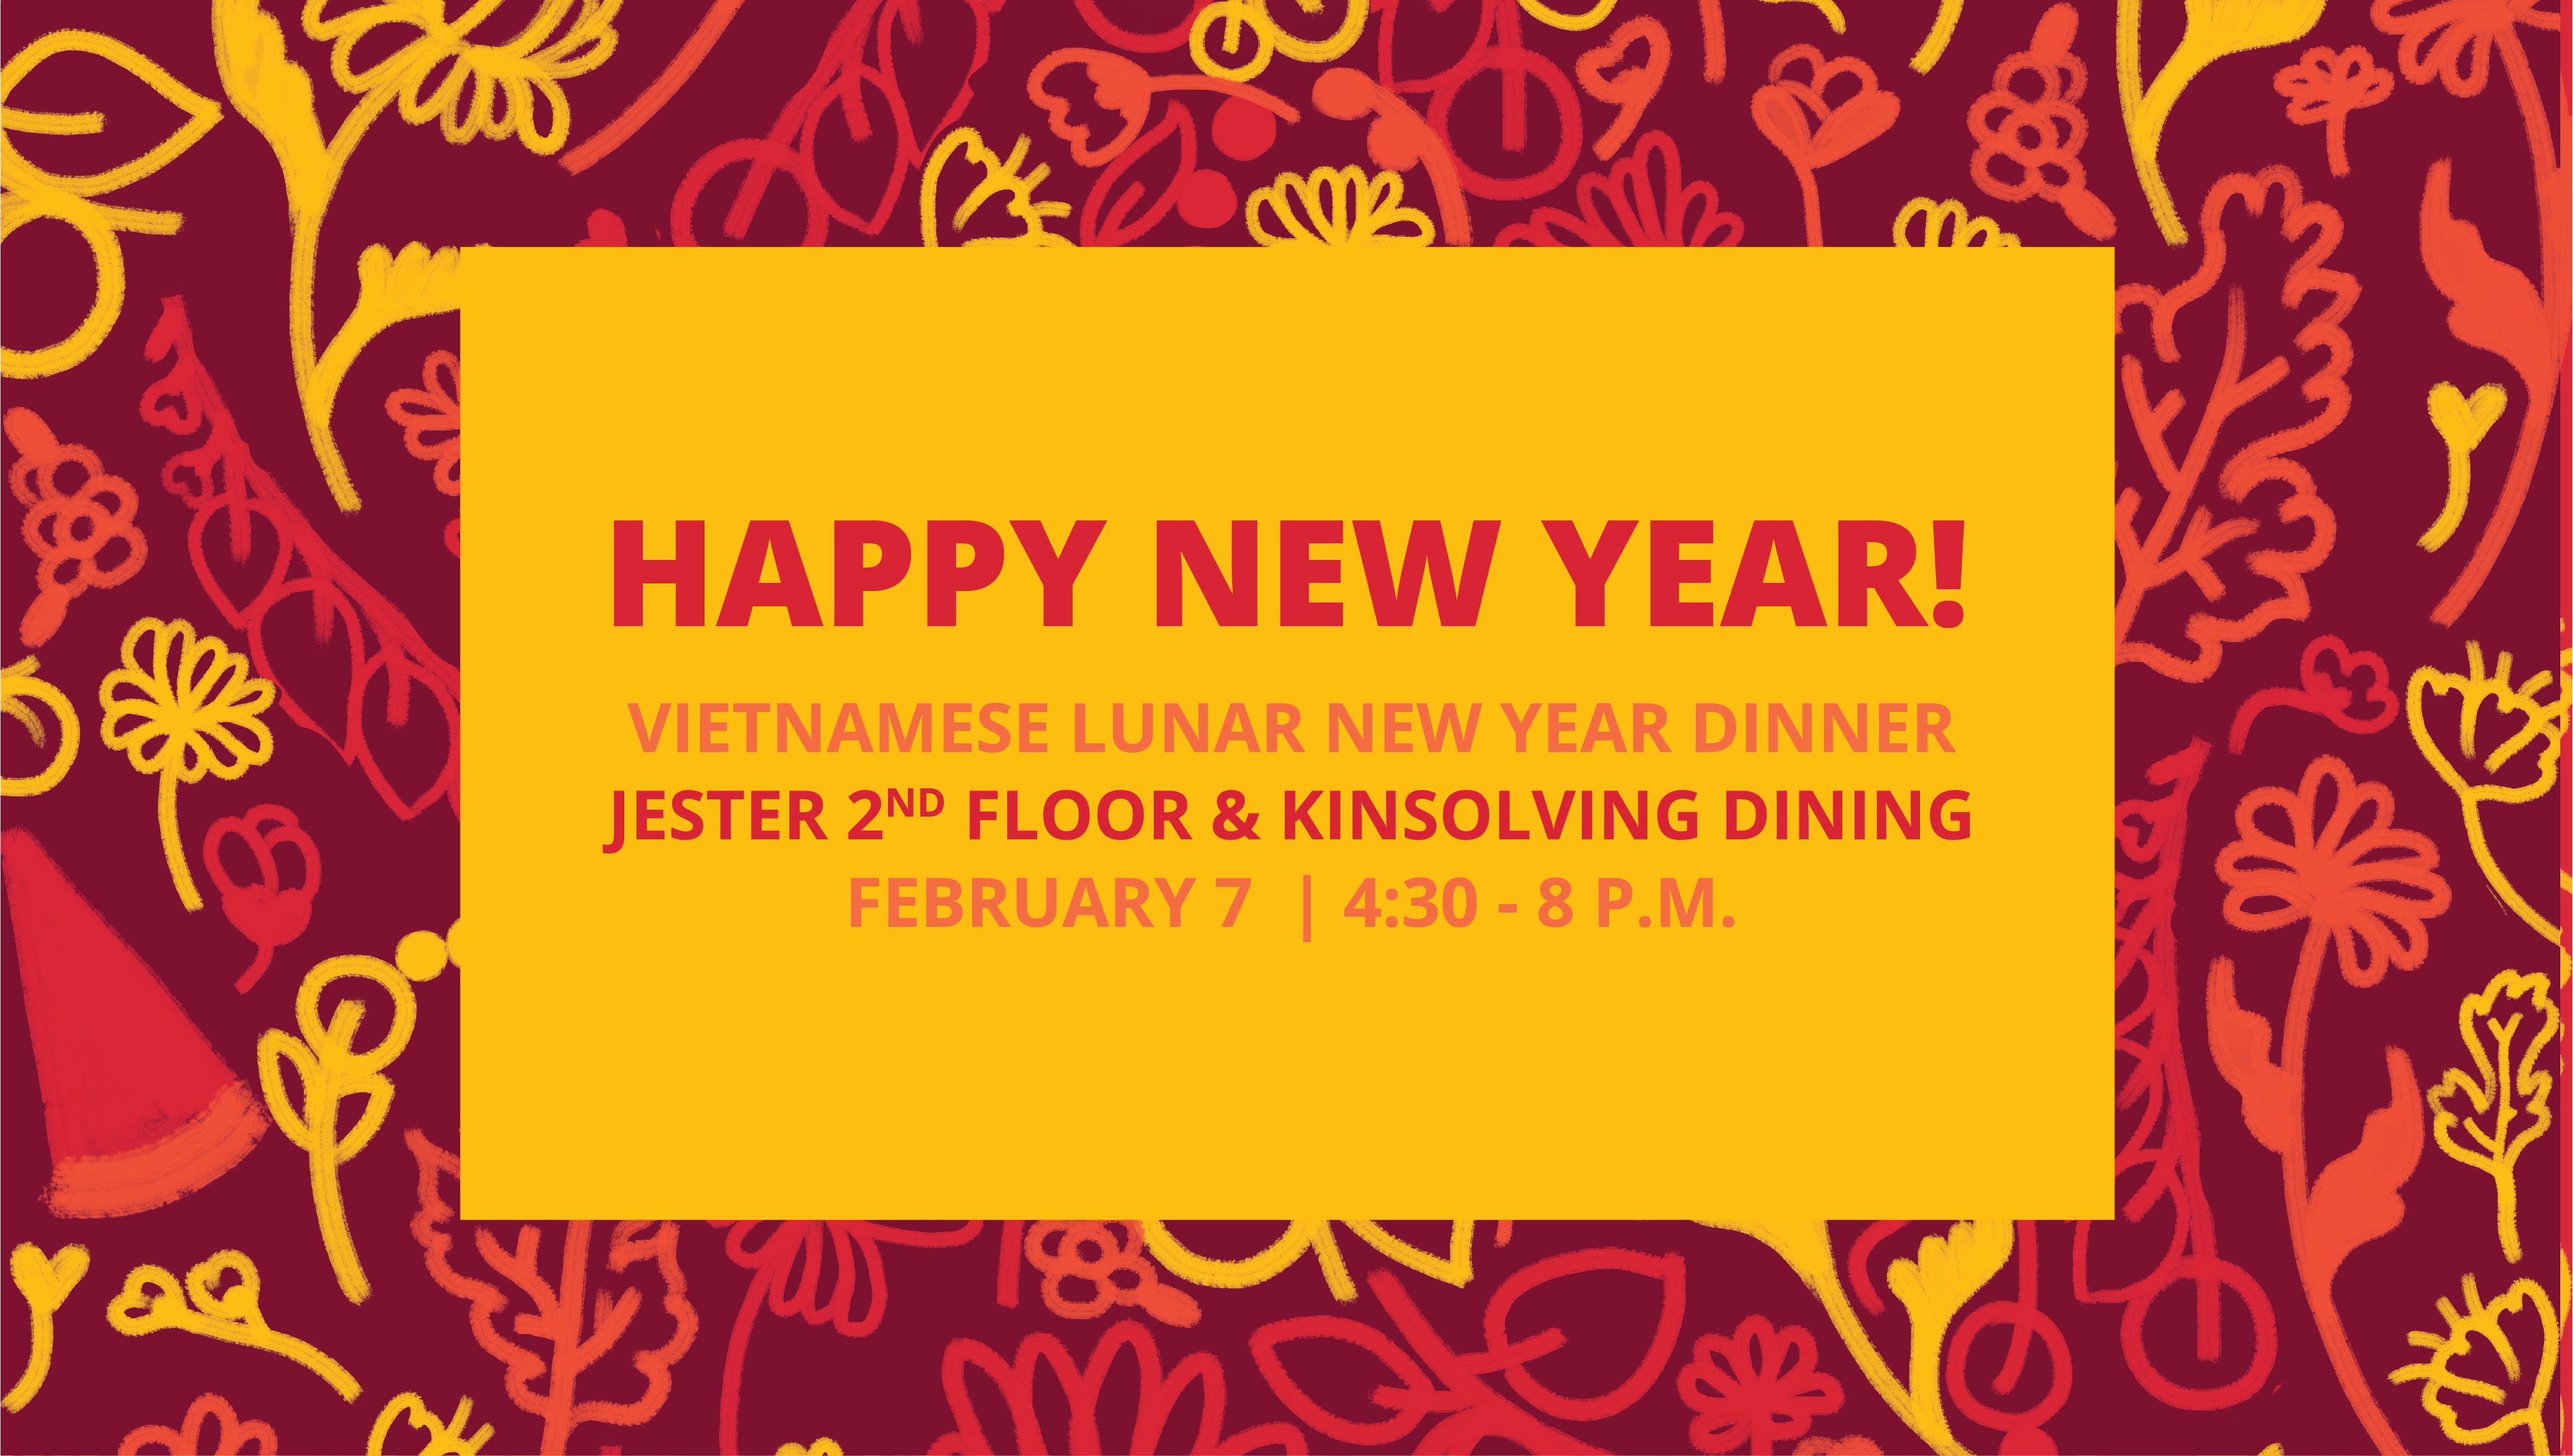 HAPPY NEW YEAR!
VIETNAMESE LUNAR NEW YEAR DINNER
JESTER 2ND FLOOR & KINSOLVING DINING
FEBRUARY 7 | 4:30 - 8 P.M.